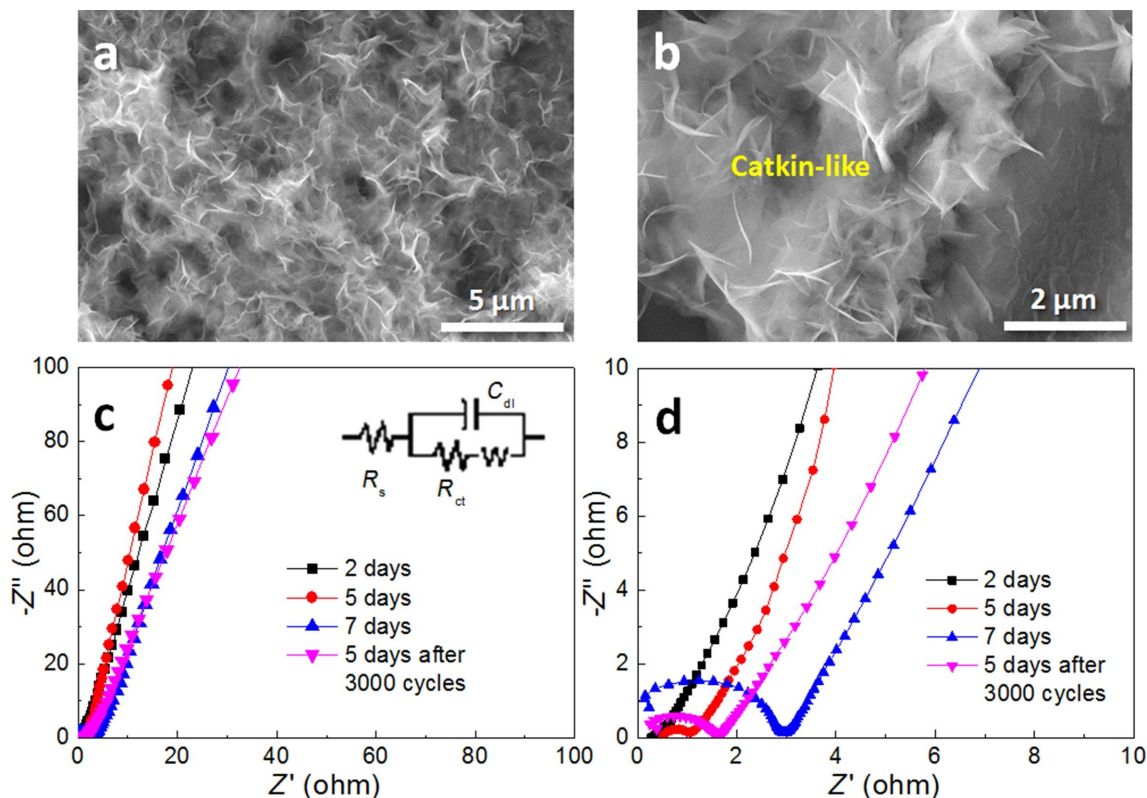 a
5 μm
b
Catkin-like
2 μm
c
100
80
60
40
20
0
-Z'' (ohm)
0 20 40 60 80 100
Z' (ohm)
C_dl
R_s
R_ct
2 days
5 days
7 days
5 days after
3000 cycles
d
10
8
6
4
2
0
-Z'' (ohm)
0 2 4 6 8 10
Z' (ohm)
2 days
5 days
7 days
5 days after
3000 cycles